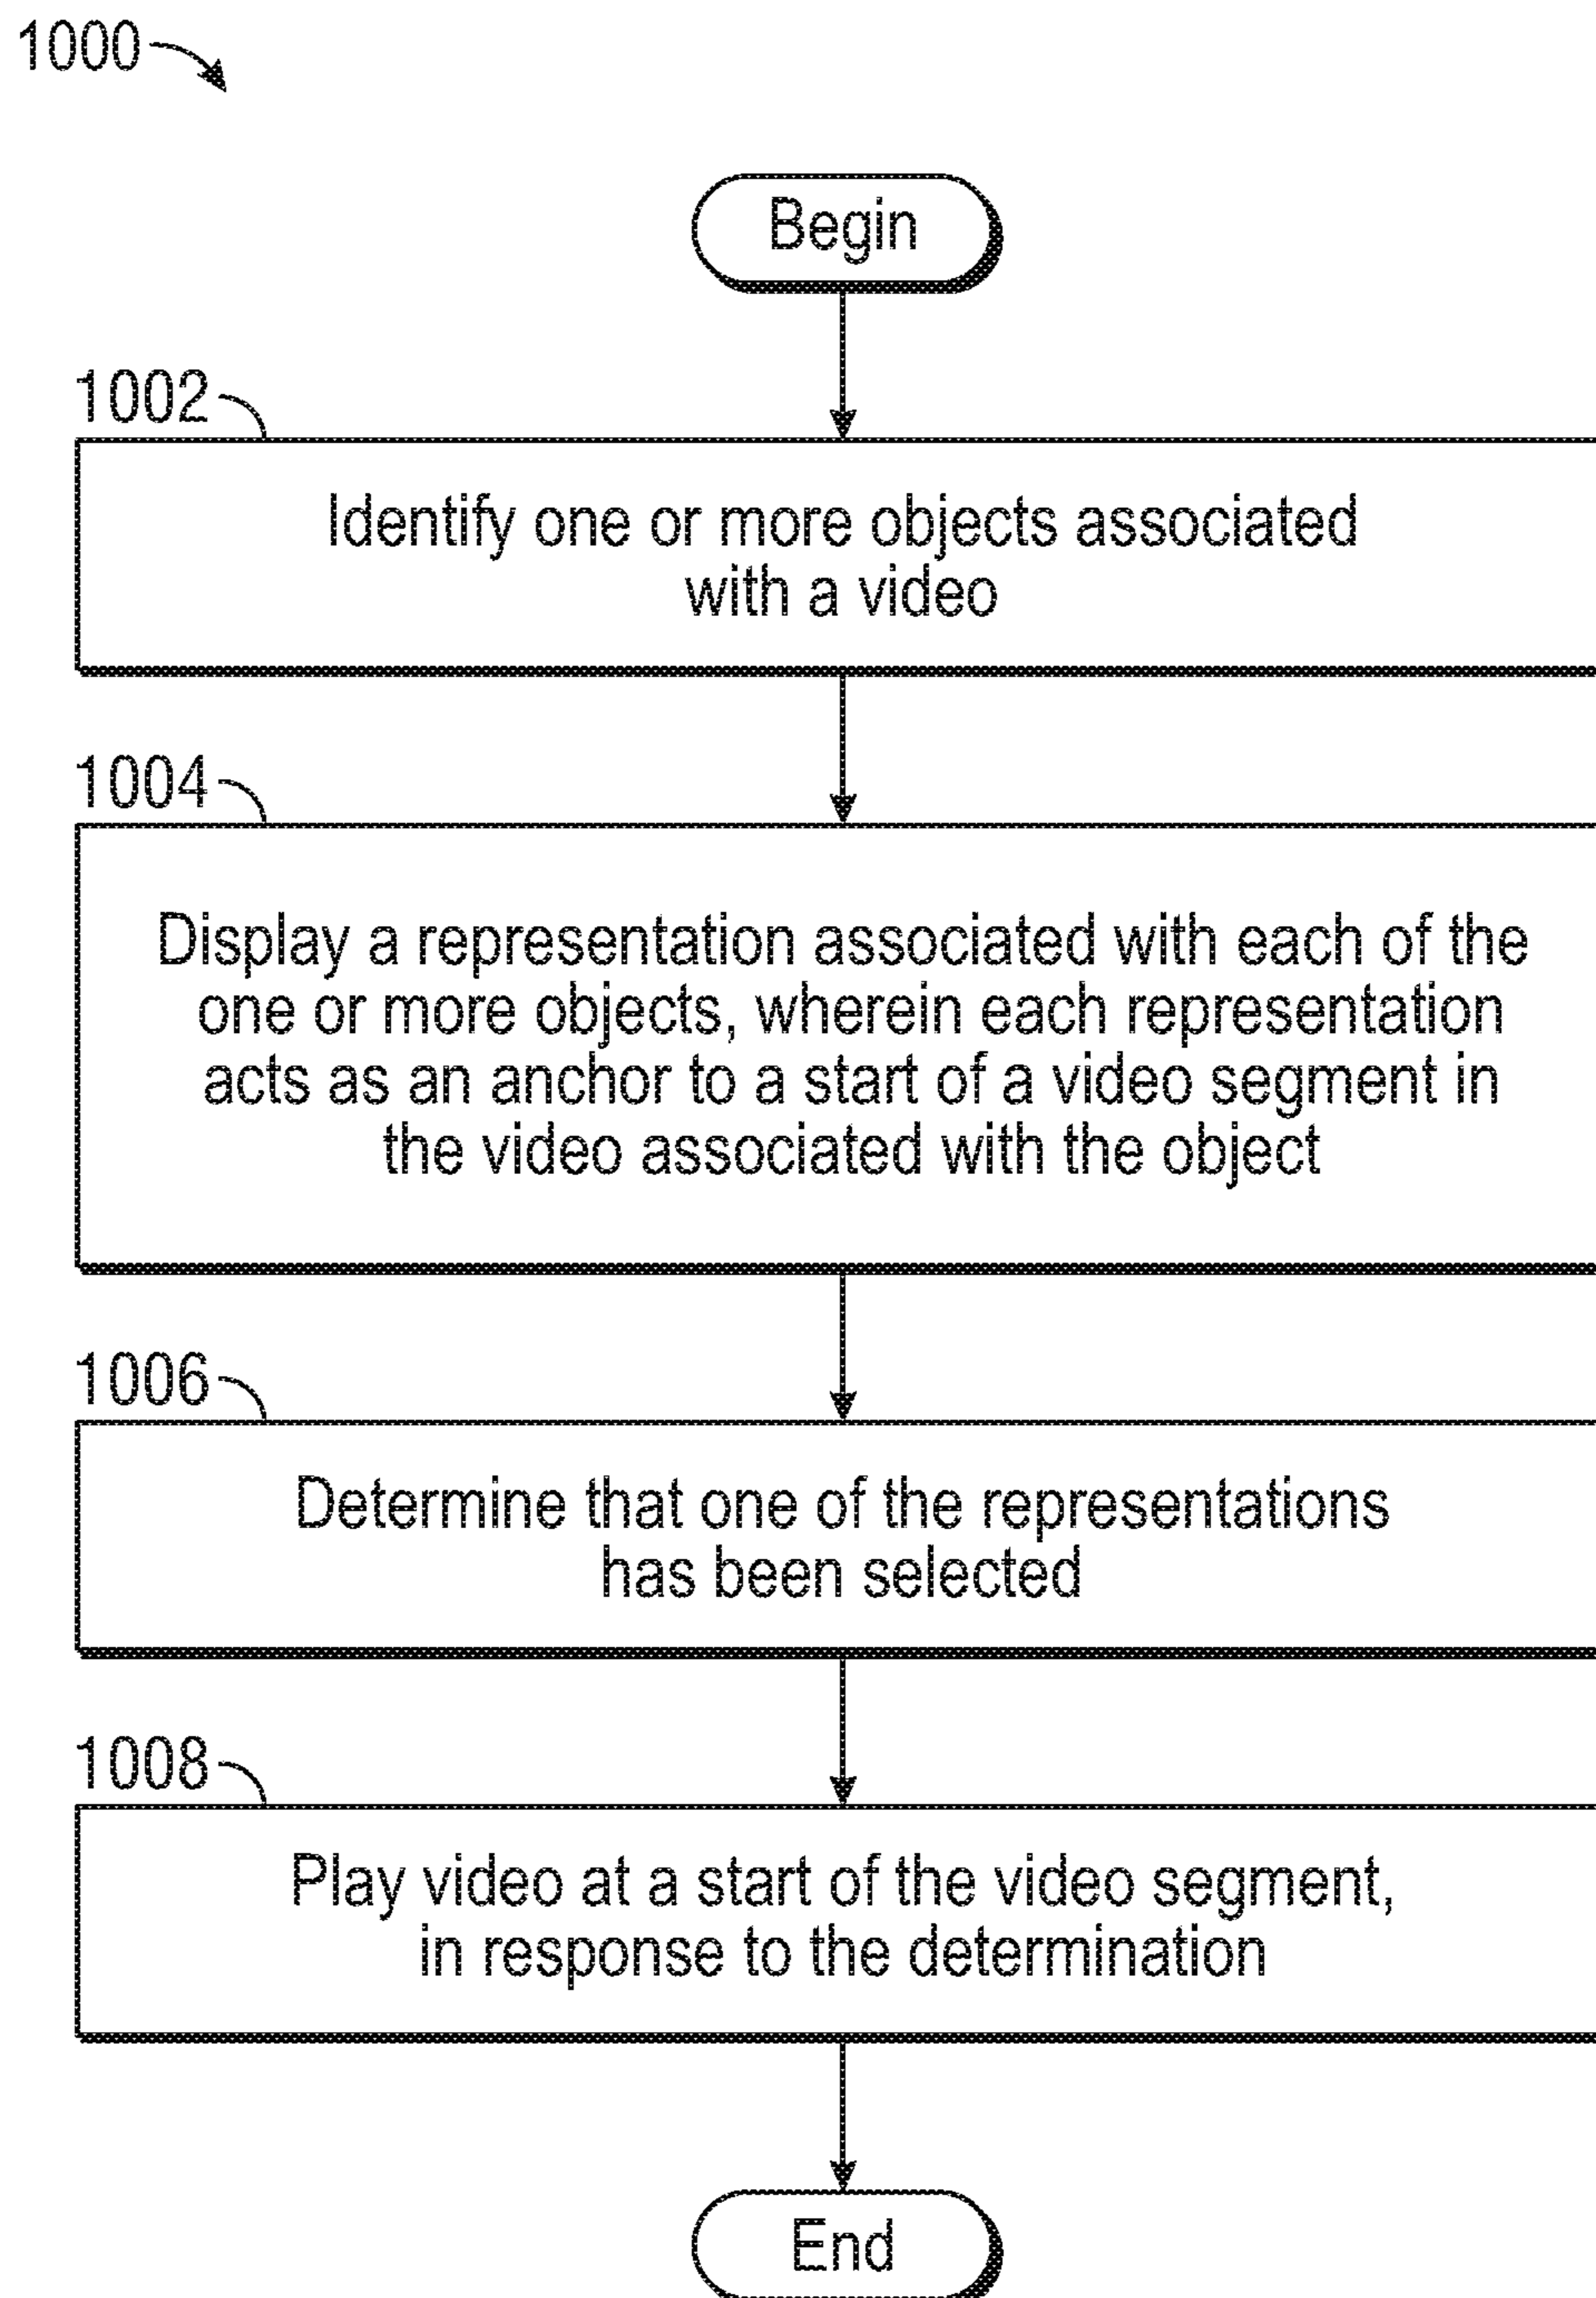 1000
Begin
1002
Identify one or more objects associated
with a video
1004
Display a representation associated with each of the
one or more objects, wherein each representation
acts as an anchor to a start of a video segment in
the video associated with the object
1006
Determine that one of the representations
has been selected
1008
Play video at a start of the video segment,
in response to the determination
End